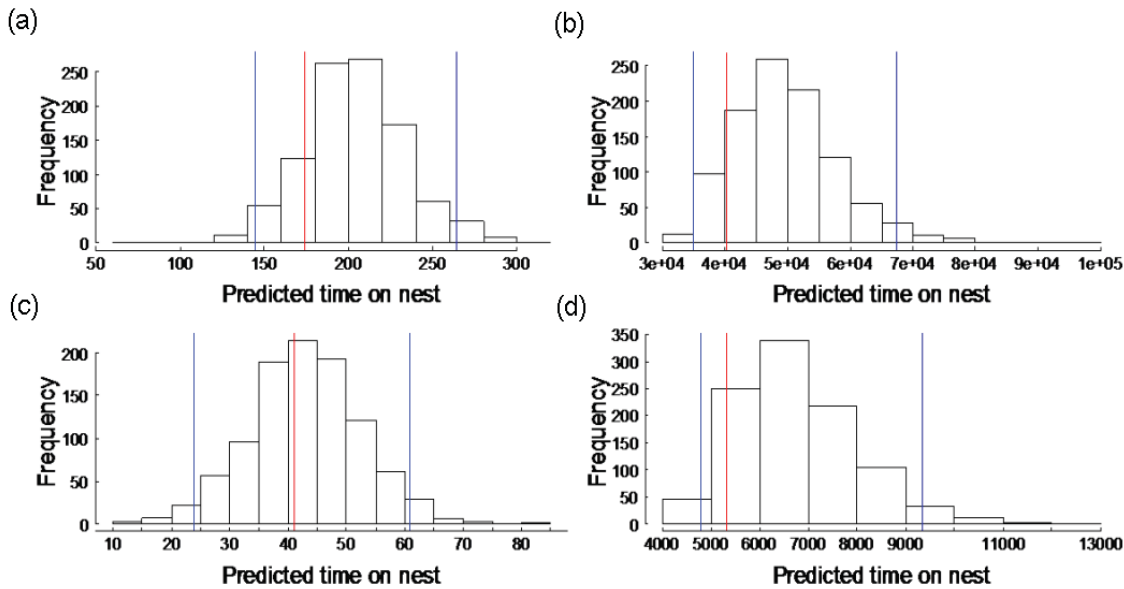 (a)
Frequency
250
200
150
100
50
0
50 100 150 200 250 300
Predicted time on nest
(b)
Frequency
250
200
150
100
50
0
3e+04 4e+04 5e+04 6e+04 7e+04 8e+04 9e+04 1e+05
Predicted time on nest
(c)
Frequency
200
150
100
50
0
10 20 30 40 50 60 70 80
Predicted time on nest
(d)
Frequency
350
300
250
200
150
100
50
0
4000 5000 6000 7000 8000 9000 11000 13000
Predicted time on nest